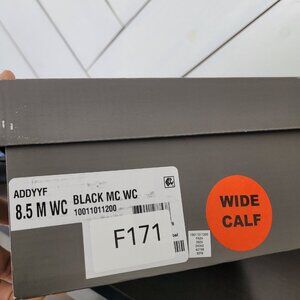 ADDYYF
8.5 M WC BLACK MC WC
10011011200
F171
WIDE
CALF